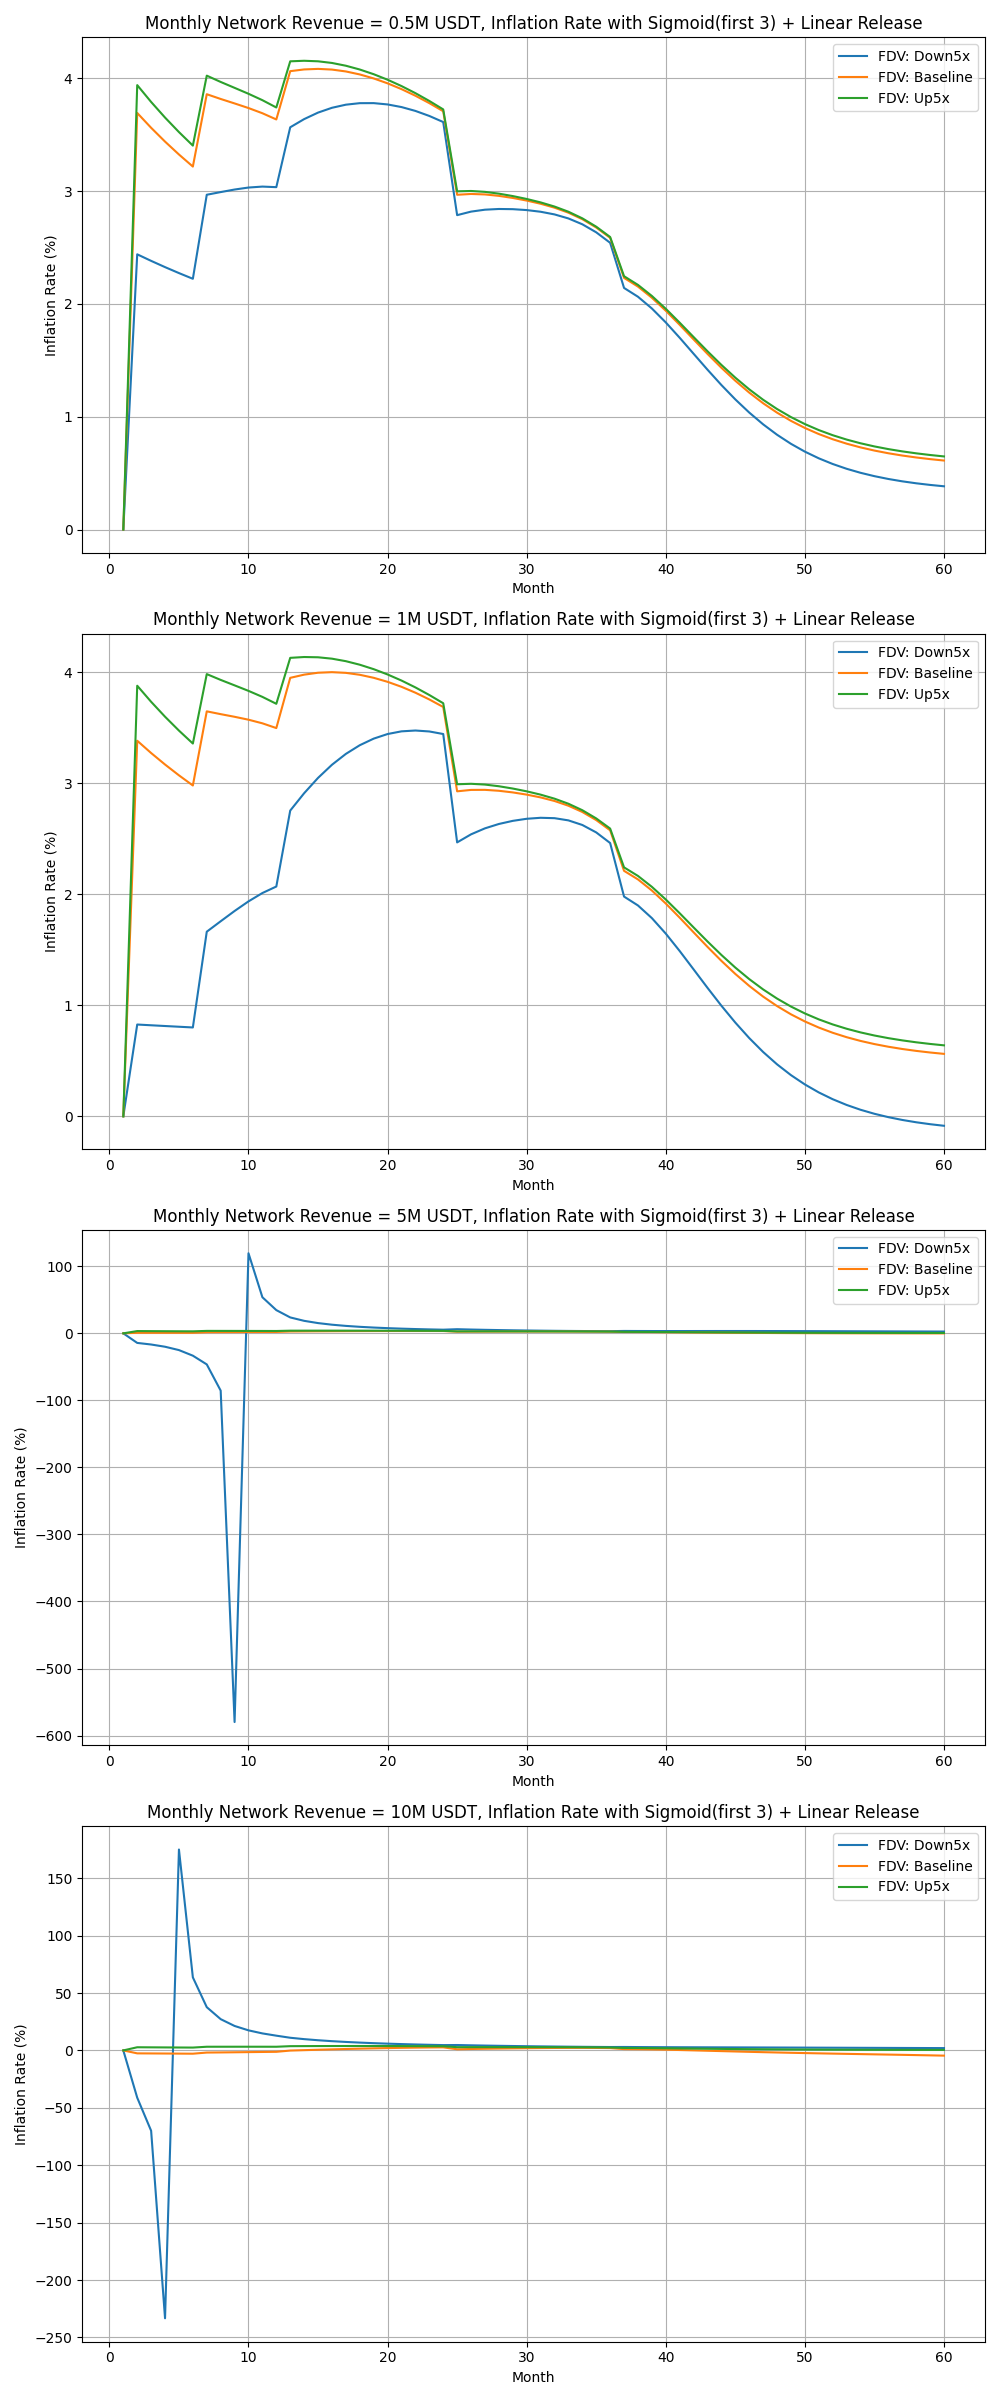 Monthly Network Revenue = 0.5M USDT, Inflation Rate with Sigmoid(first 3) + Linear Release
FDV: Down5x
FDV: Baseline
FDV: Up5x
4
3
2
1
0
Inflation Rate (%)
0 10 20 30 40 50 60
Month
Monthly Network Revenue = 1M USDT, Inflation Rate with Sigmoid(first 3) + Linear Release
FDV: Down5x
FDV: Baseline
FDV: Up5x
4
3
2
1
0
Inflation Rate (%)
0 10 20 30 40 50 60
Month
Monthly Network Revenue = 5M USDT, Inflation Rate with Sigmoid(first 3) + Linear Release
FDV: Down5x
FDV: Baseline
FDV: Up5x
100
0
−100
−200
−300
−400
−500
−600
Inflation Rate (%)
0 10 20 30 40 50 60
Month
Monthly Network Revenue = 10M USDT, Inflation Rate with Sigmoid(first 3) + Linear Release
FDV: Down5x
FDV: Baseline
FDV: Up5x
150
100
50
0
−50
−100
−150
−200
−250
Inflation Rate (%)
0 10 20 30 40 50 60
Month